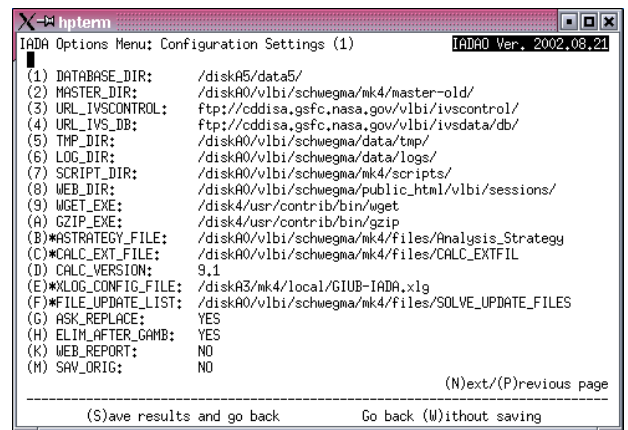 hpterm
IADA Options Menu: Configuration Settings (1) IADAO Ver. 2002.08.21
(1) DATABASE_DIR: /diskA5/data5/
(2) MASTER_DIR: /diskA0/vlbi/schwegma/mk4/master-old/
(3) URL_IVSCONTROL: ftp://cddisa.gsfc.nasa.gov/vlbi/ivscontrol/
(4) URL_IVS_DB: ftp://cddisa.gsfc.nasa.gov/vlbi/ivsdata/db/
(5) TMP_DIR: /diskA0/vlbi/schwegma/data/tmp/
(6) LOG_DIR: /diskA0/vlbi/schwegma/data/logs/
(7) SCRIPT_DIR: /diskA0/vlbi/schwegma/mk4/scripts/
(8) WEB_DIR: /diskA0/vlbi/schwegma/public_html/vlbi/sessions/
(9) WGET_EXE: /disk4/usr/contrib/bin/wget
(A) GZIP_EXE: /disk4/usr/contrib/bin/gzip
(B)*ASTRATEGY_FILE: /diskA0/vlbi/schwegma/mk4/files/Analysis_Strategy
(C)*CALC_EXT_FILE: /diskA0/vlbi/schwegma/mk4/files/CALC_EXTFIL
(D) CALC_VERSION: 9.1
(E)*XLOG_CONFIG_FILE: /diskA3/mk4/local/GIUB-IADA.xlg
(F)*FILE_UPDATE_LIST: /diskA0/vlbi/schwegma/mk4/files/SOLVE_UPDATE_FILES
(G) ASK_REPLACE: YES
(H) ELIM_AFTER_GAMB: YES
(K) WEB_REPORT: NO
(M) SAV_ORIG: NO
(N)ext/(P)revious page
(S)ave results and go back Go back (W)ithout saving